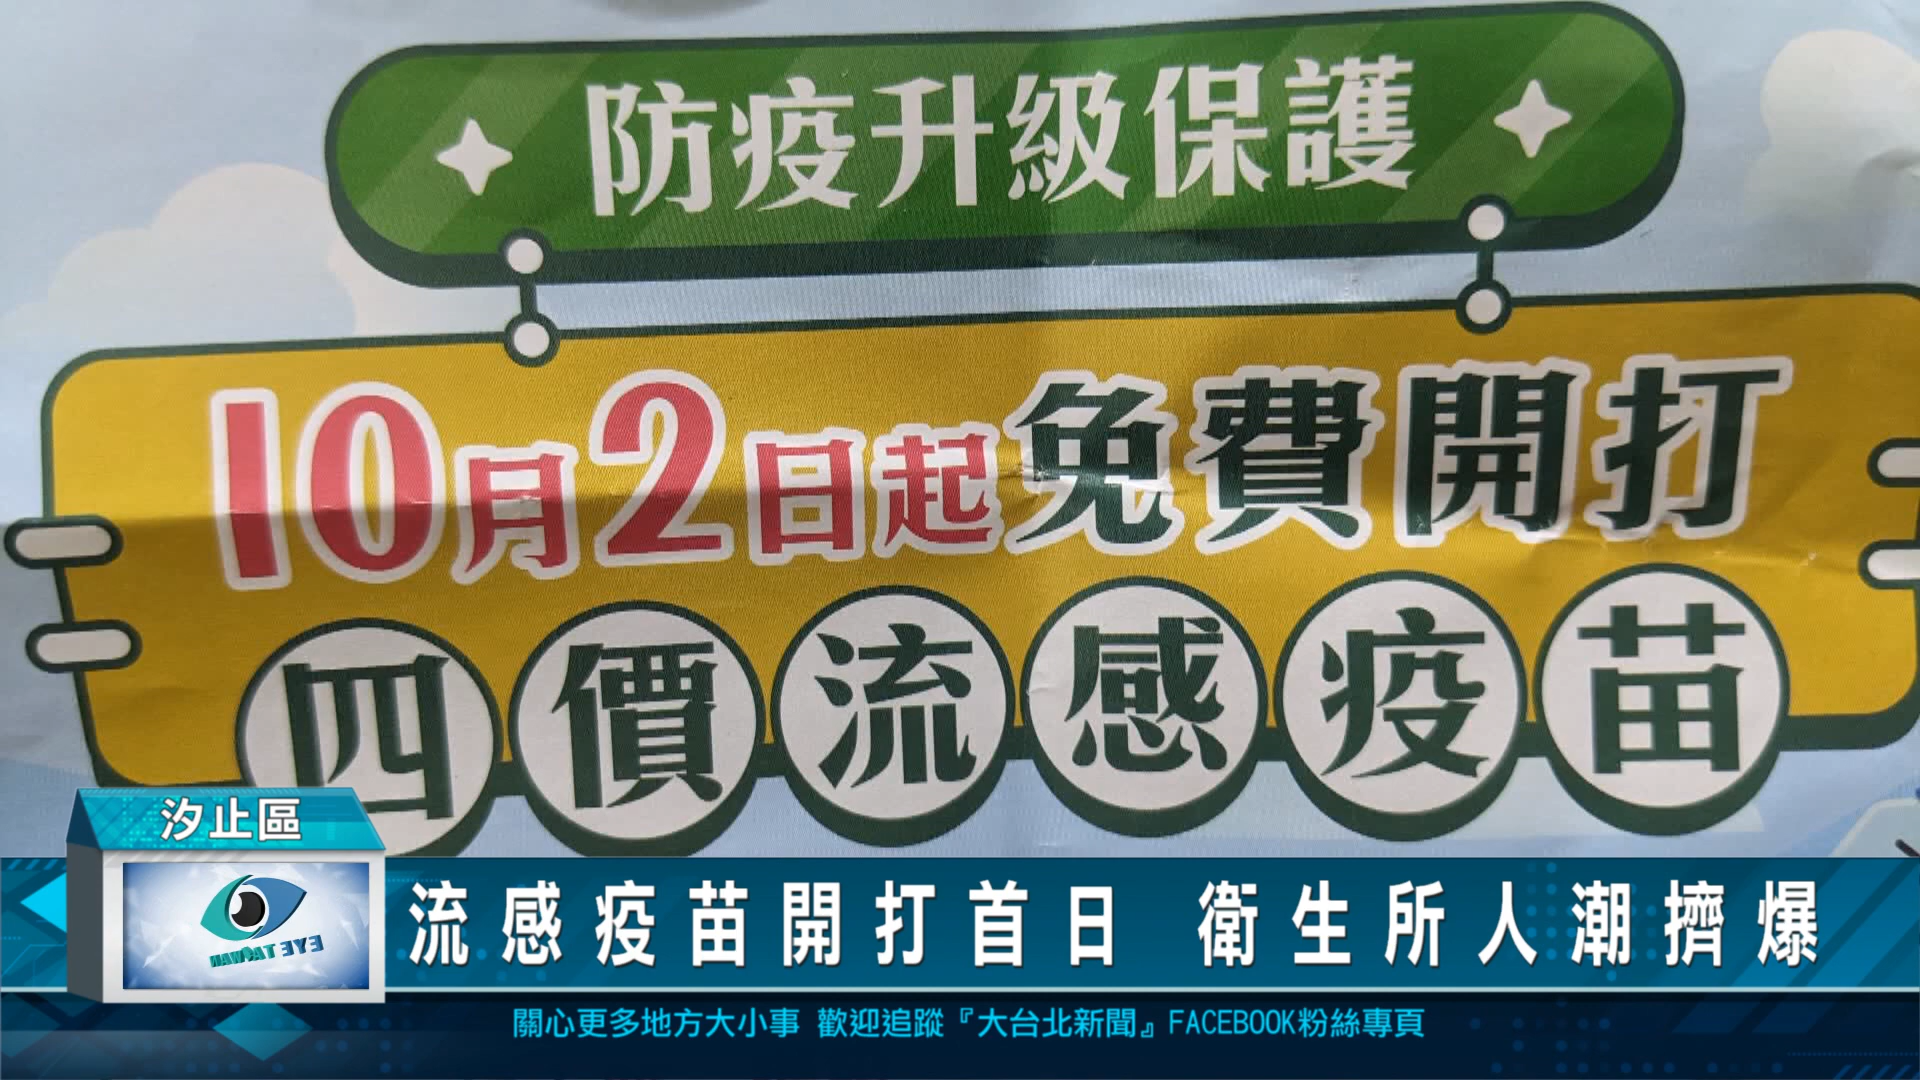 防疫升級保護
10月2日起免費開打
四價流感疫苗
汐止區
流感疫苗開打首日 衛生所人潮擠爆
關心更多地方大小事 歡迎追蹤『大台北新聞』FACEBOOK粉絲專頁